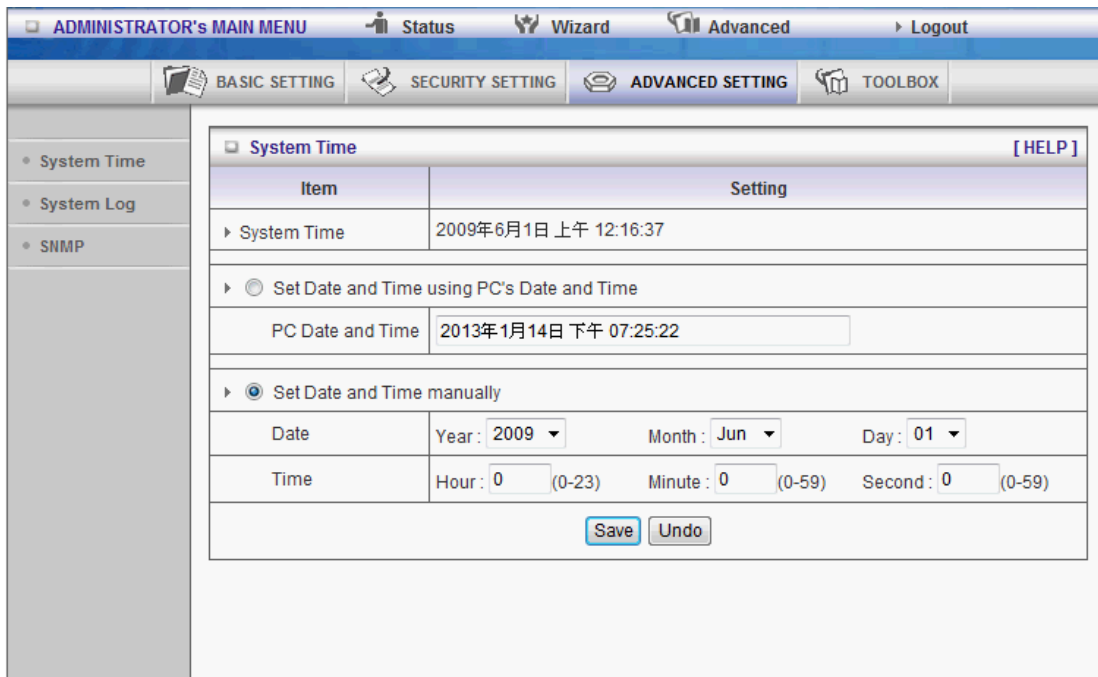 ADMINISTRATOR's MAIN MENU Status Wizard Advanced Logout
BASIC SETTING SECURITY SETTING ADVANCED SETTING TOOLBOX
System Time
System Log
SNMP
System Time [ HELP ]
Item Setting
System Time 2009年6月1日 上午 12:16:37
Set Date and Time using PC's Date and Time
PC Date and Time 2013年1月14日 下午 07:25:22
Set Date and Time manually
Date Year : 2009 Month : Jun Day : 01
Time Hour : 0 (0-23) Minute : 0 (0-59) Second : 0 (0-59)
Save Undo